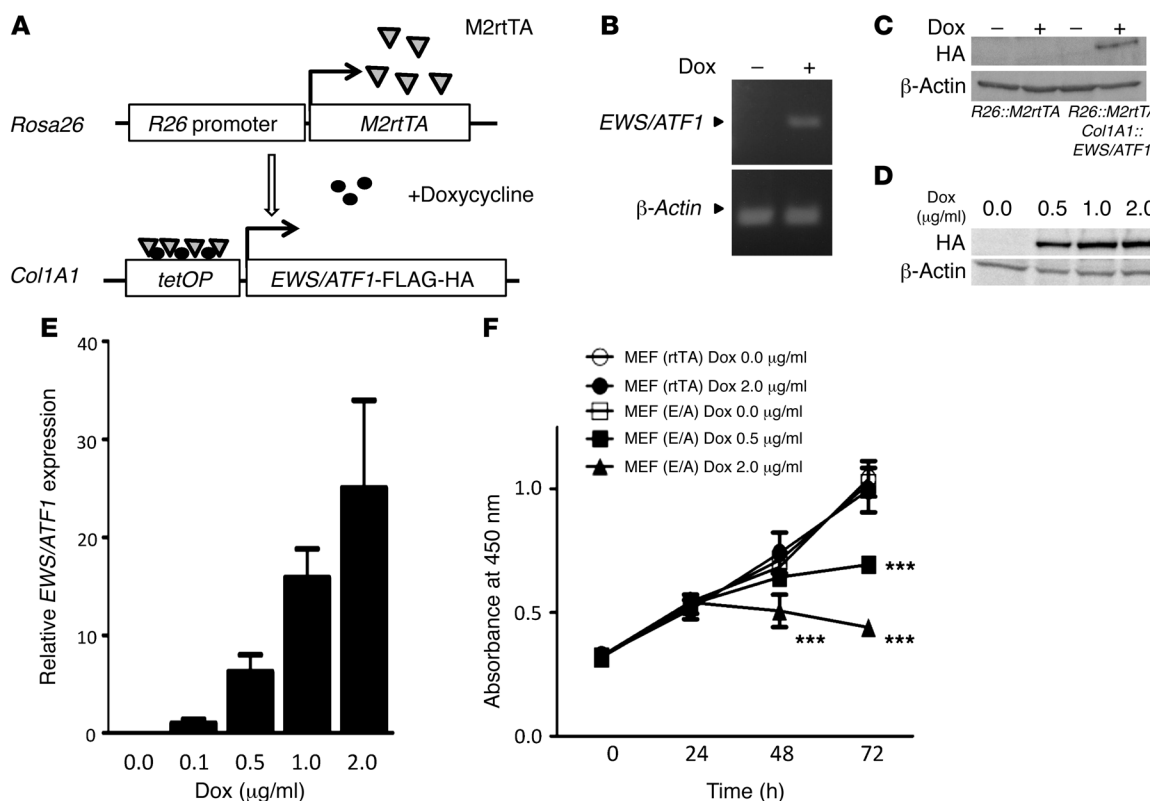 A
M2rtTA
Rosa26
R26 promoter
M2rtTA
+Doxycycline
Col1A1
tetOP
EWS/ATF1-FLAG-HA
B
Dox
– +
EWS/ATF1
β-Actin
C
Dox – + – +
HA
β-Actin
R26::M2rtTA
R26::M2rtTA
Col1A1::
EWS/ATF1
D
Dox
(μg/ml)
0.0 0.5 1.0 2.0
HA
β-Actin
E
Relative EWS/ATF1 expression
40
30
20
10
0
0.0 0.1 0.5 1.0 2.0
Dox (μg/ml)
F
MEF (rtTA) Dox 0.0 μg/ml
MEF (rtTA) Dox 2.0 μg/ml
MEF (E/A) Dox 0.0 μg/ml
MEF (E/A) Dox 0.5 μg/ml
MEF (E/A) Dox 2.0 μg/ml
Absorbance at 450 nm
1.0
0.5
0.0
***
***
***
0 24 48 72
Time (h)